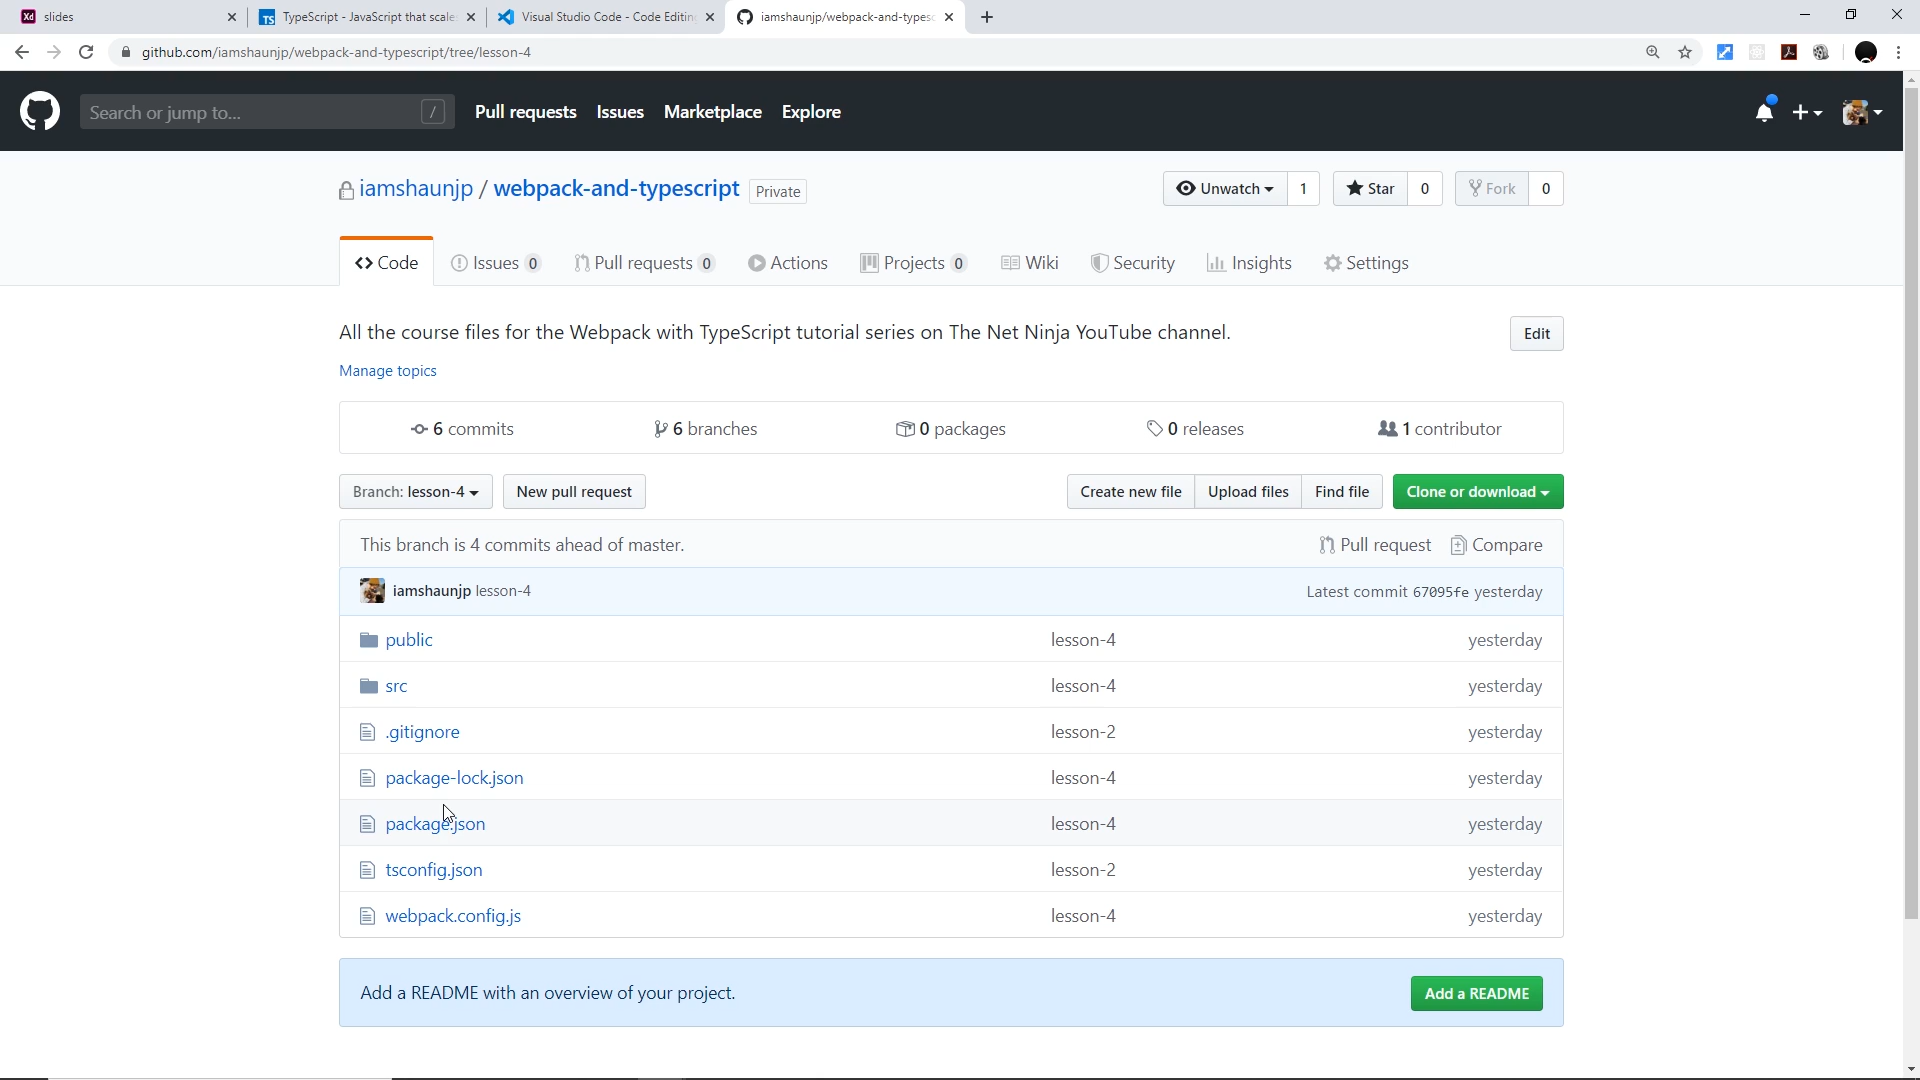 slides
TypeScript - JavaScript that scale
Visual Studio Code - Code Editin
iamshaunjp/webpack-and-typesc
github.com/iamshaunjp/webpack-and-typescript/tree/lesson-4
Search or jump to... /
Pull requests Issues Marketplace Explore
iamshaunjp / webpack-and-typescript Private
Unwatch 1 Star 0 Fork 0
Code Issues 0 Pull requests 0 Actions Projects 0 Wiki Security Insights Settings
All the course files for the Webpack with TypeScript tutorial series on The Net Ninja YouTube channel.
Edit
Manage topics
6 commits 6 branches 0 packages 0 releases 1 contributor
Branch: lesson-4 New pull request Create new file Upload files Find file Clone or download
This branch is 4 commits ahead of master. Pull request Compare
iamshaunjp lesson-4 Latest commit 67095fe yesterday
public lesson-4 yesterday
src lesson-4 yesterday
.gitignore lesson-2 yesterday
package-lock.json lesson-4 yesterday
package.json lesson-4 yesterday
tsconfig.json lesson-2 yesterday
webpack.config.js lesson-4 yesterday
Add a README with an overview of your project. Add a README